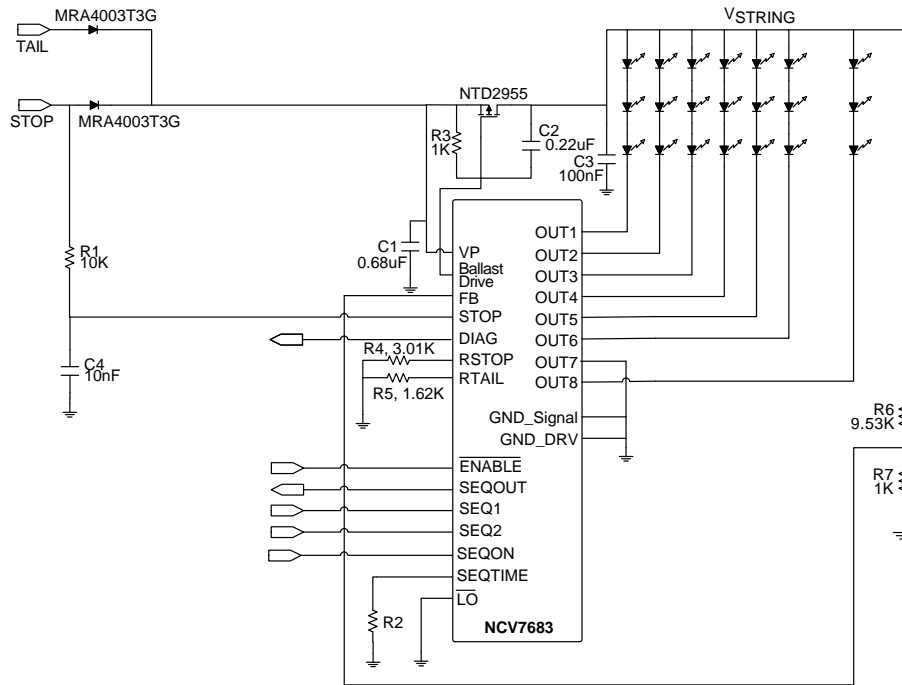 MRA4003T3G
VSTRING
TAIL
NTD2955
STOP
MRA4003T3G
R3
1K
C2
0.22uF
C3
100nF
C1
0.68uF
R1
10K
VP
Ballast
Drive
FB
STOP
DIAG
RSTOP
RTAIL
OUT1
OUT2
OUT3
OUT4
OUT5
OUT6
OUT7
OUT8
R4, 3.01K
R5, 1.62K
C4
10nF
GND_Signal
GND_DRV
R6
9.53K
R7
1K
ENABLE
SEQOUT
SEQ1
SEQ2
SEQON
SEQTIME
LO
R2
NCV7683